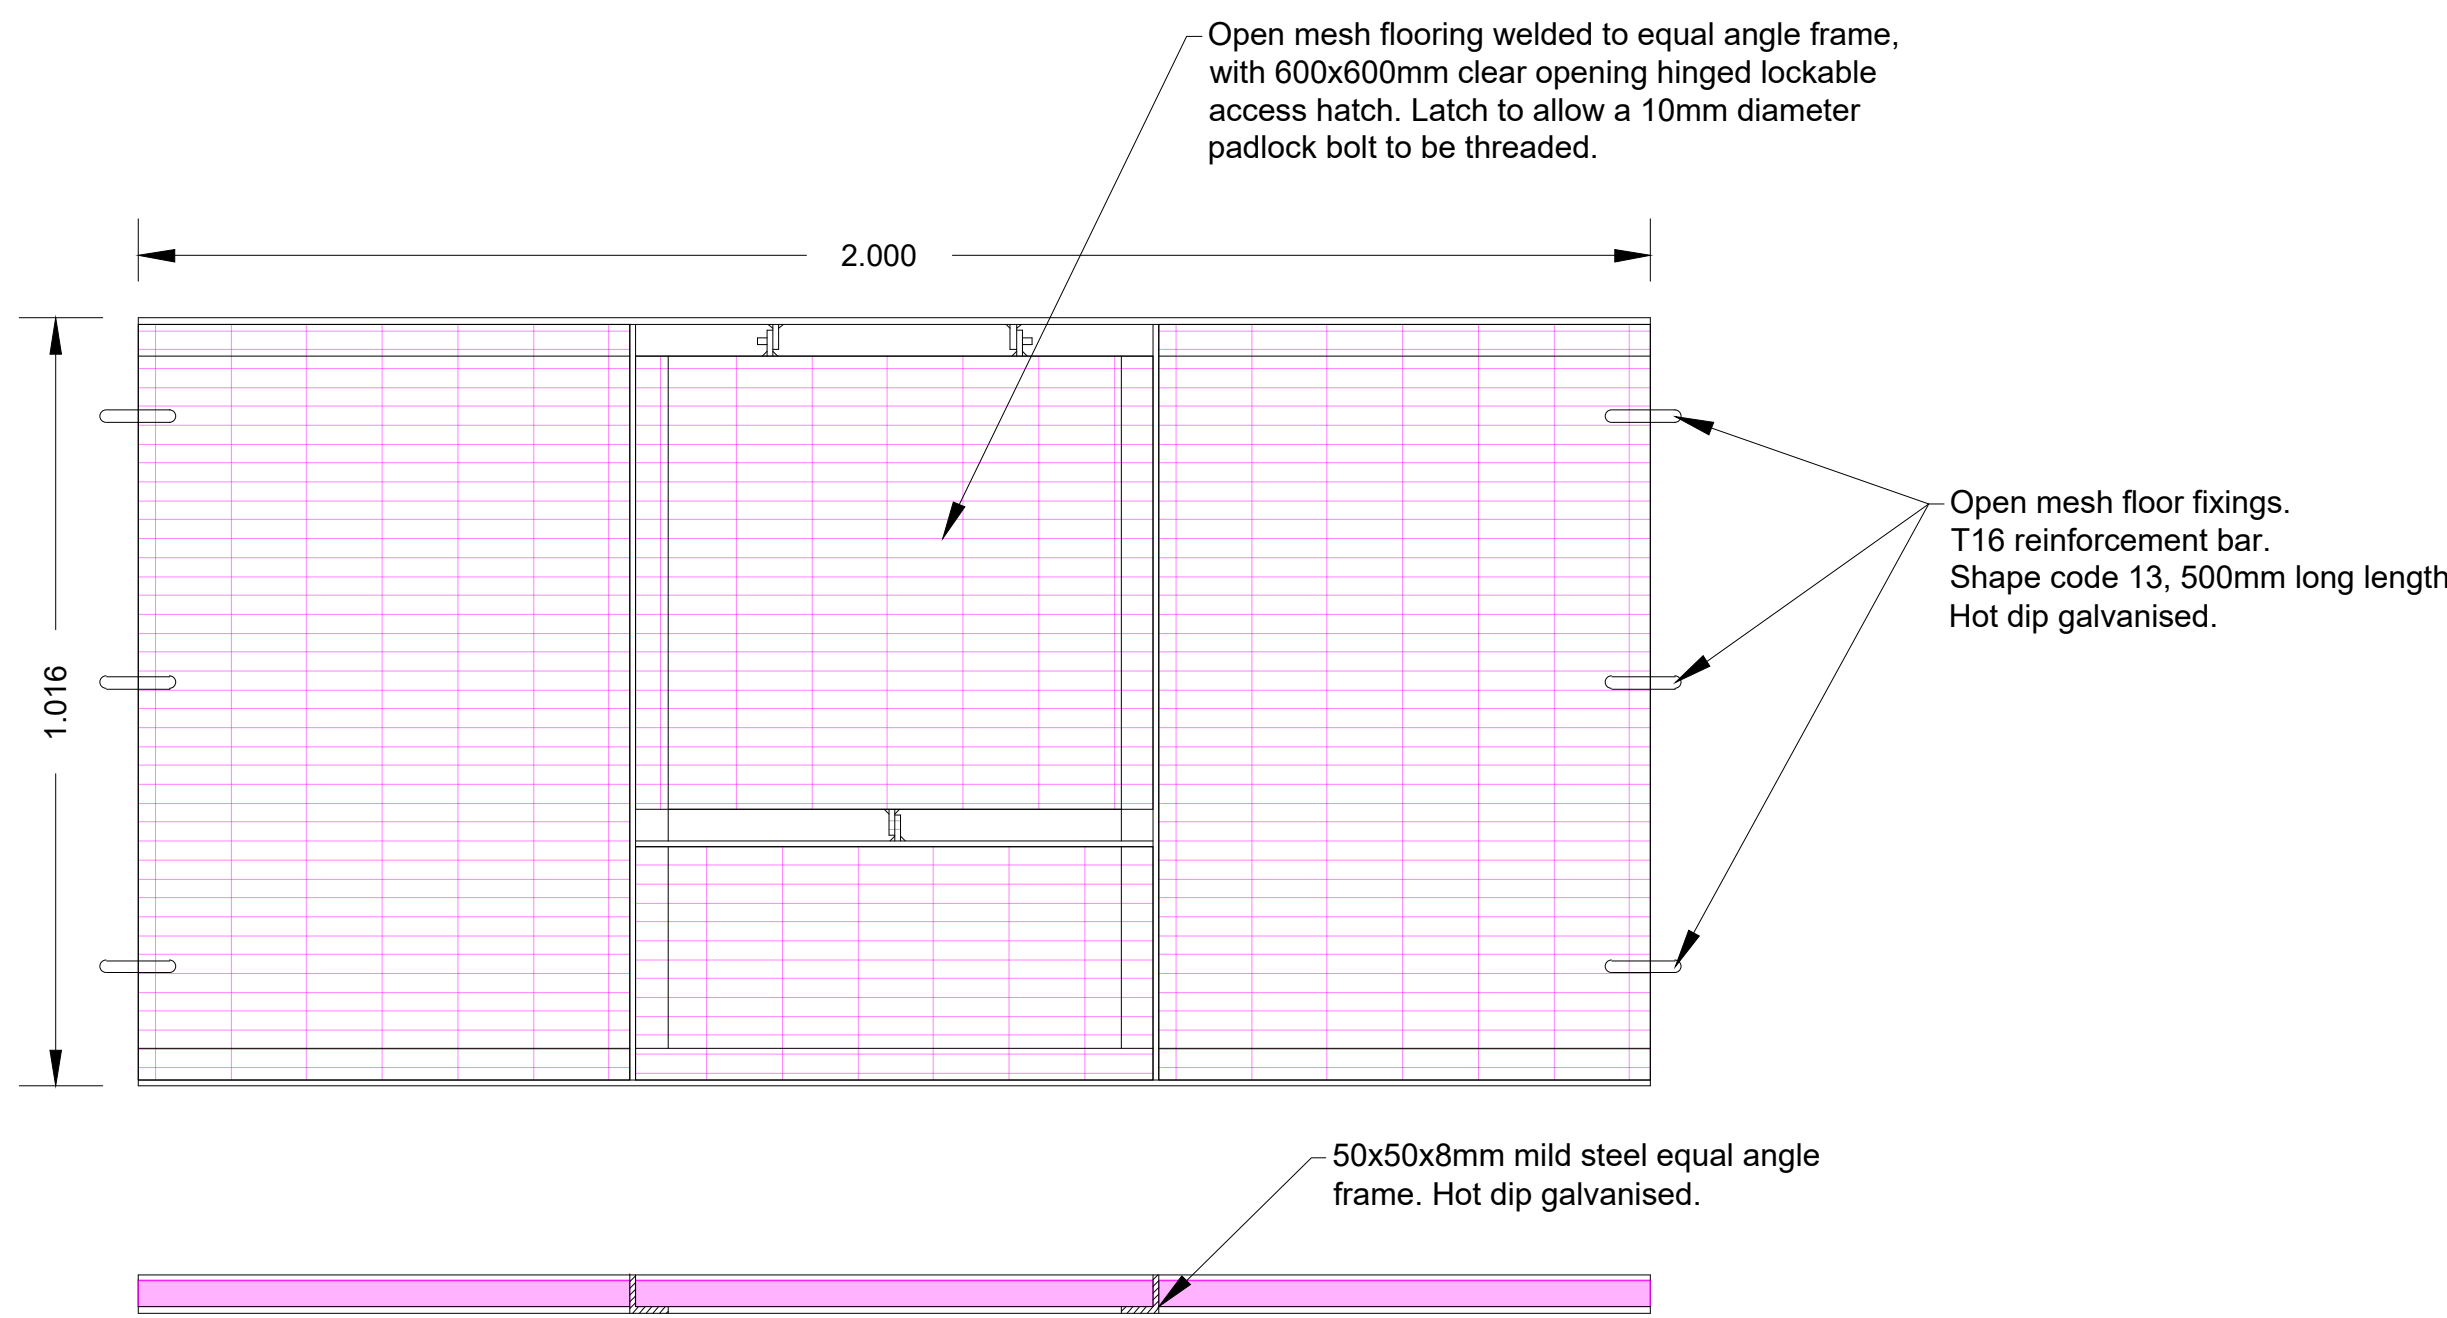 Open mesh flooring welded to equal angle frame,
with 600x600mm clear opening hinged lockable
access hatch. Latch to allow a 10mm diameter
padlock bolt to be threaded.
2.000
1.016
Open mesh floor fixings.
T16 reinforcement bar.
Shape code 13, 500mm long length
Hot dip galvanised.
50x50x8mm mild steel equal angle
frame. Hot dip galvanised.